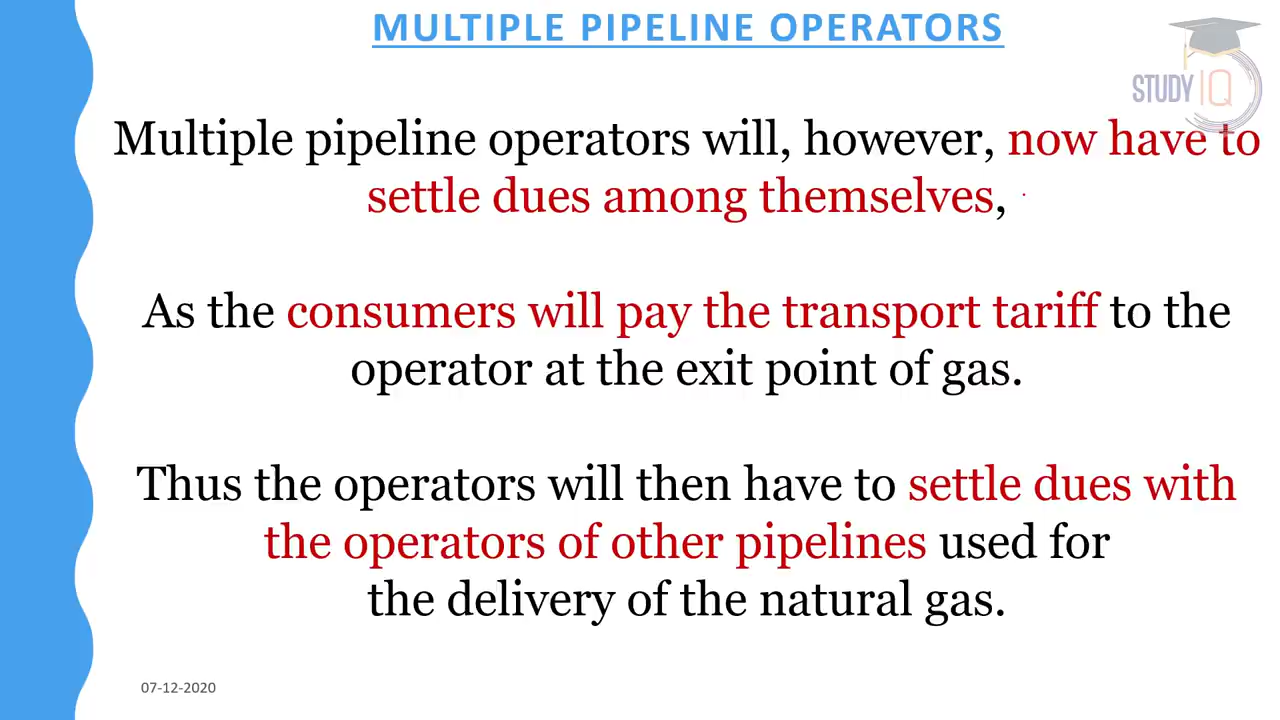 MULTIPLE PIPELINE OPERATORS
STUDY IQ
Multiple pipeline operators will, however, now have to
settle dues among themselves,
As the consumers will pay the transport tariff to the
operator at the exit point of gas.
Thus the operators will then have to settle dues with
the operators of other pipelines used for
the delivery of the natural gas.
07-12-2020